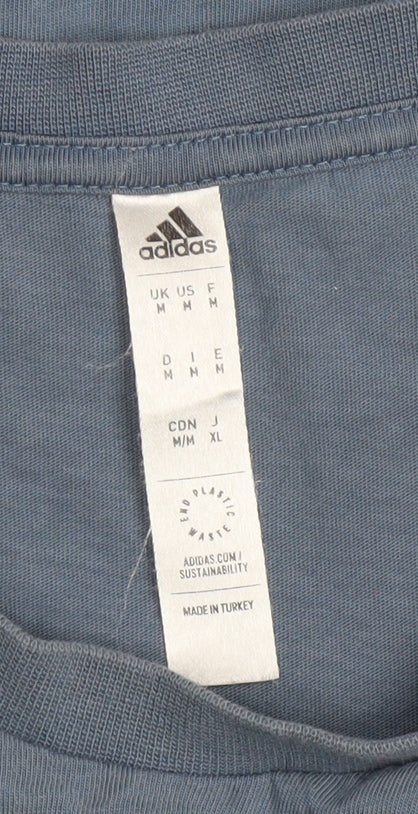 adidas
UK US F
M M M
D I E
M M M
CDN J
M/M XL
END PLASTIC WASTE
ADIDAS.COM/
SUSTAINABILITY
MADE IN TURKEY